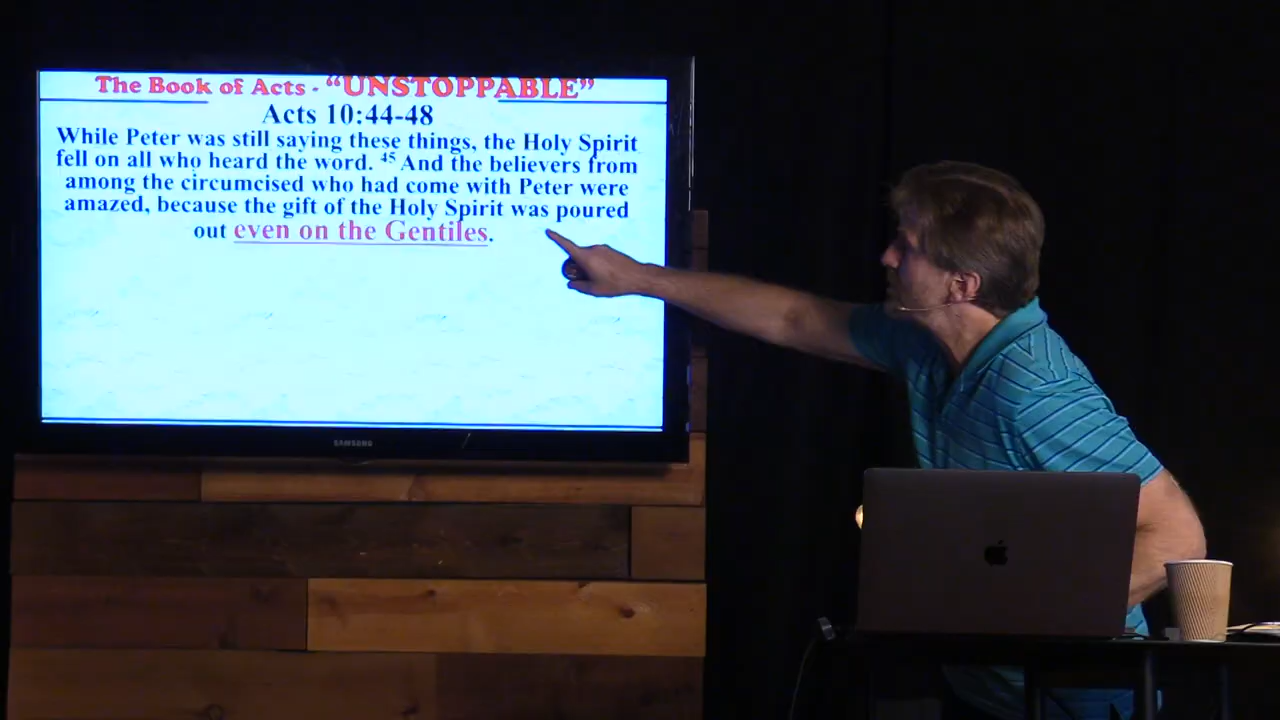 The Book of Acts - "UNSTOPPABLE"
Acts 10:44-48
While Peter was still saying these things, the Holy Spirit
fell on all who heard the word. 45 And the believers from
among the circumcised who had come with Peter were
amazed, because the gift of the Holy Spirit was poured
out even on the Gentiles.
SAMSUNG